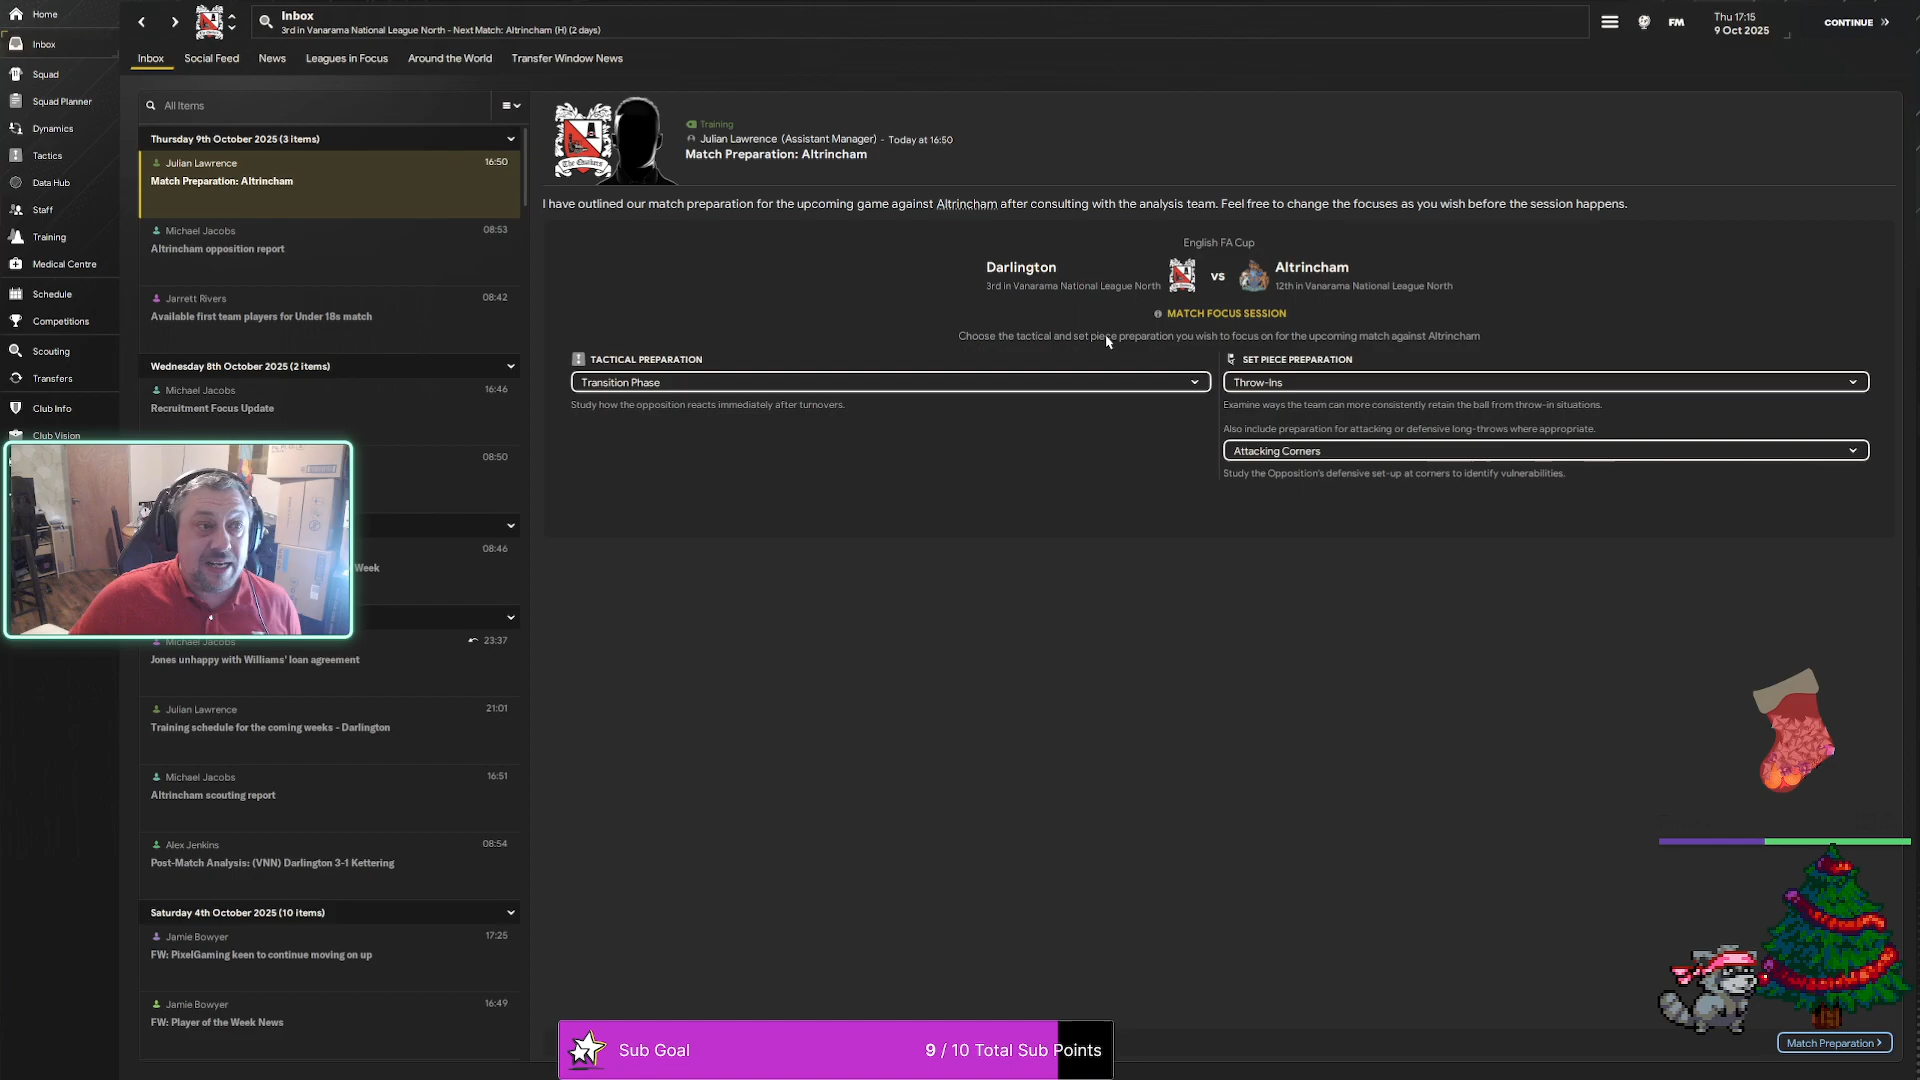 Home
Inbox
Squad
Squad Planner
Dynamics
Tactics
Data Hub
Staff
Training
Medical Centre
Schedule
Competitions
Scouting
Transfers
Club Info
Club Vision
Inbox
3rd in Vanarama National League North - Next Match: Altrincham (H) (2 days)
FM
Thu 17:15
9 Oct 2025
CONTINUE
Inbox Social Feed News Leagues in Focus Around the World Transfer Window News
All Items
Thursday 9th October 2025 (3 items)
Julian Lawrence 16:50
Match Preparation: Altrincham
Michael Jacobs 08:53
Altrincham opposition report
Jarrett Rivers 08:42
Available first team players for Under 18s match
Wednesday 8th October 2025 (2 items)
Michael Jacobs 16:46
Recruitment Focus Update
08:50
08:46
Week
Michael Jacobs 23:37
Jones unhappy with Williams' loan agreement
Julian Lawrence 21:01
Training schedule for the coming weeks - Darlington
Michael Jacobs 16:51
Altrincham scouting report
Alex Jenkins 08:54
Post-Match Analysis: (VNN) Darlington 3-1 Kettering
Saturday 4th October 2025 (10 items)
Jamie Bowyer 17:25
FW: PixelGaming keen to continue moving on up
Jamie Bowyer 16:49
FW: Player of the Week News
The Quakers
Training
Julian Lawrence (Assistant Manager) - Today at 16:50
Match Preparation: Altrincham
I have outlined our match preparation for the upcoming game against Altrincham after consulting with the analysis team. Feel free to change the focuses as you wish before the session happens.
English FA Cup
Darlington
3rd in Vanarama National League North
vs
Altrincham
12th in Vanarama National League North
MATCH FOCUS SESSION
Choose the tactical and set piece preparation you wish to focus on for the upcoming match against Altrincham
TACTICAL PREPARATION
Transition Phase
Study how the opposition reacts immediately after turnovers.
SET PIECE PREPARATION
Throw-Ins
Examine ways the team can more consistently retain the ball from throw-in situations.
Also include preparation for attacking or defensive long-throws where appropriate.
Attacking Corners
Study the Opposition's defensive set-up at corners to identify vulnerabilities.
Match Preparation
Sub Goal
9 / 10 Total Sub Points